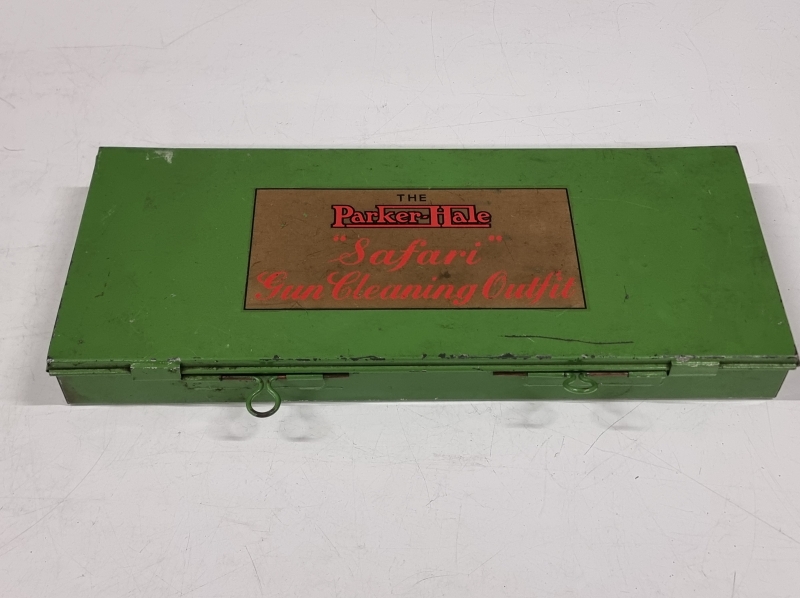 THE
Parker-Hale
"Safari"
Gun Cleaning Outfit